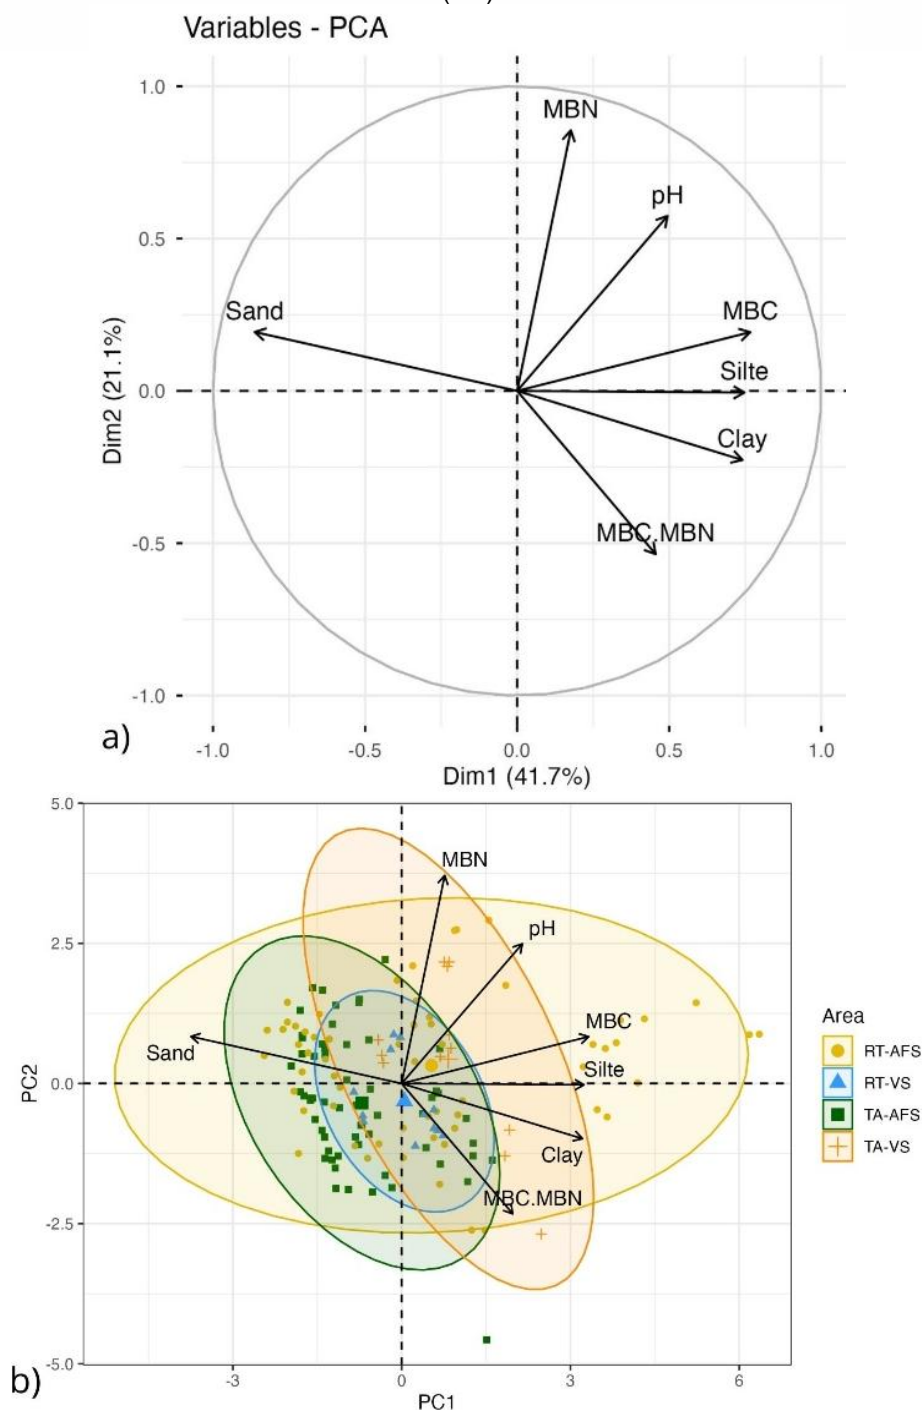 Variables - PCA
1.0
MBN
pH
0.5
Sand
MBC
Silte
0.0
Clay
MBC.MBN
-0.5
-1.0
Dim2 (21.1%)
-1.0 -0.5 0.0 0.5 1.0
Dim1 (41.7%)
a)
5.0
MBN
pH
2.5
MBC
Sand
Silte
0.0
Clay
MBC.MBN
-2.5
-5.0
PC2
-3 0 3 6
PC1
b)
Area
RT-AFS
RT-VS
TA-AFS
TA-VS